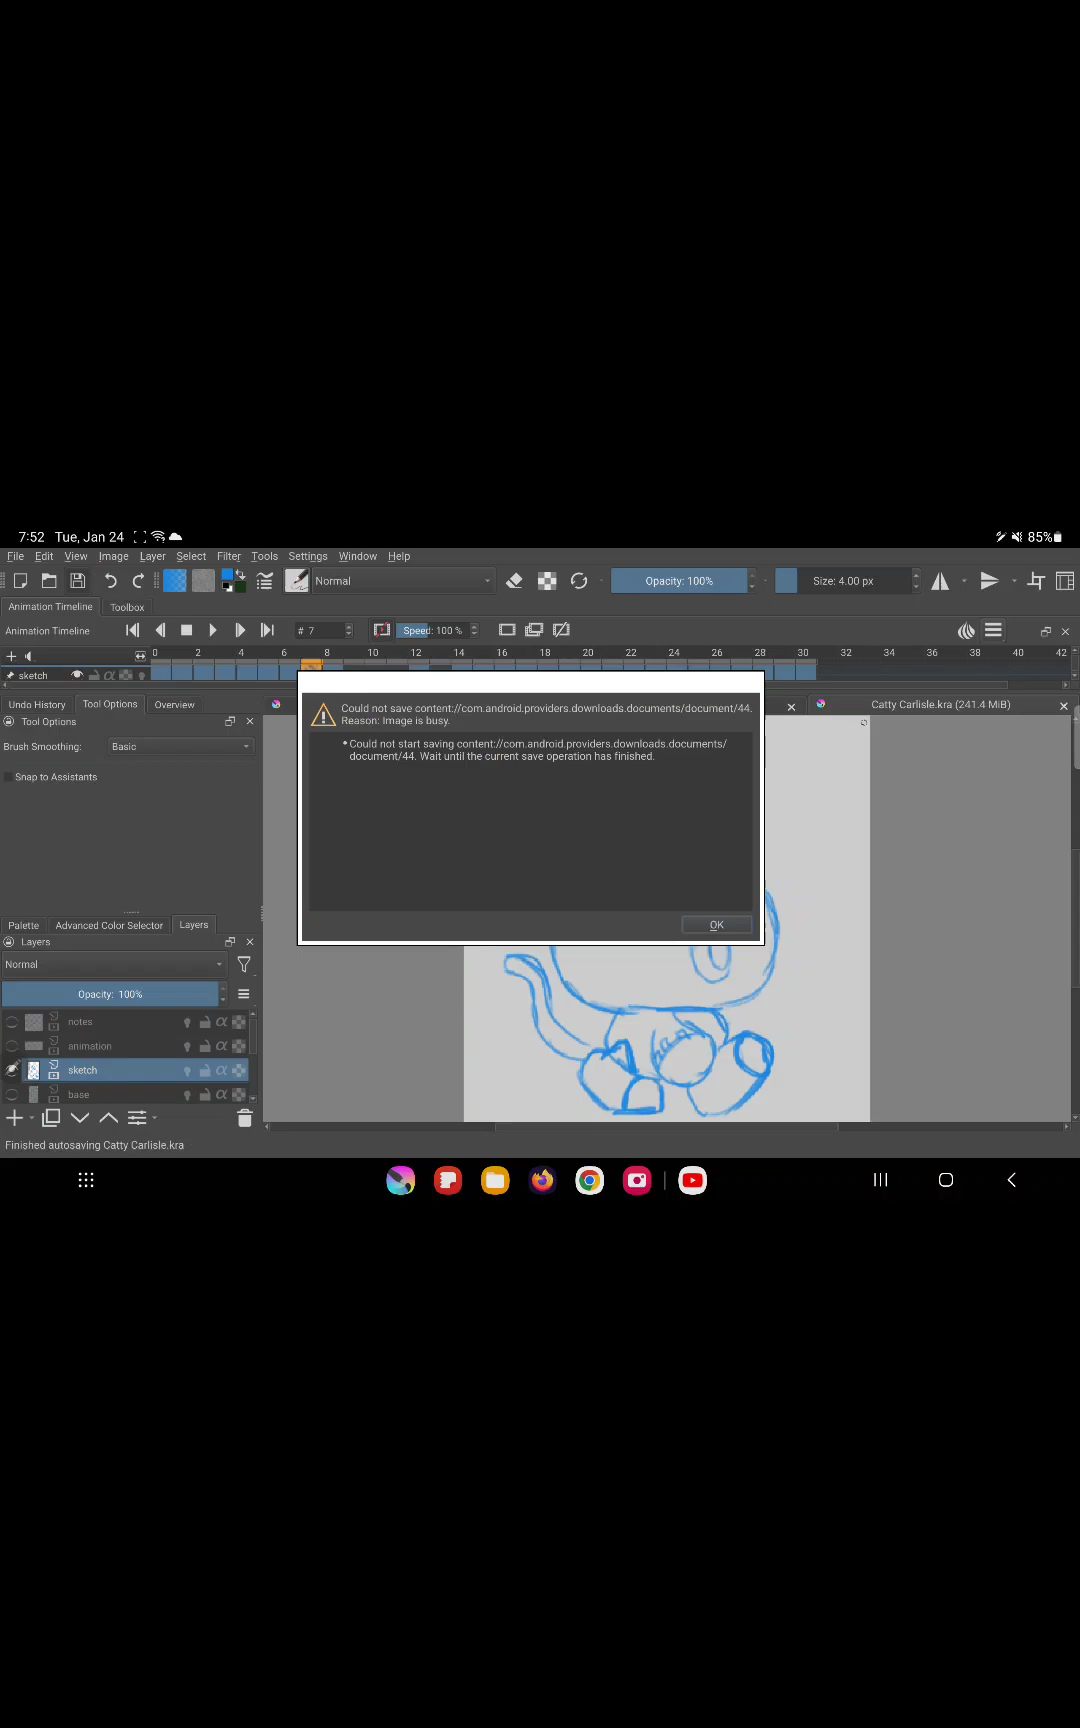 7:52 Tue, Jan 24 85%
File Edit View Image Layer Select Filter Tools Settings Window Help
Normal Opacity: 100% Size: 4.00 px
Animation Timeline Toolbox
Animation Timeline # 7 Speed: 100 %
0 2 4 6 8 10 12 14 16 18 20 22 24 26 28 30 32 34 36 38 40 42
sketch
Undo History Tool Options Overview Catty Carlisle.kra (241.4 MiB)
Tool Options
Brush Smoothing: Basic
Snap to Assistants
Could not save content://com.android.providers.downloads.documents/document/44.
Reason: Image is busy.
Could not start saving content://com.android.providers.downloads.documents/
document/44. Wait until the current save operation has finished.
OK
Palette Advanced Color Selector Layers
Layers
Normal
Opacity: 100%
notes
animation
sketch
base
Finished autosaving Catty Carlisle.kra